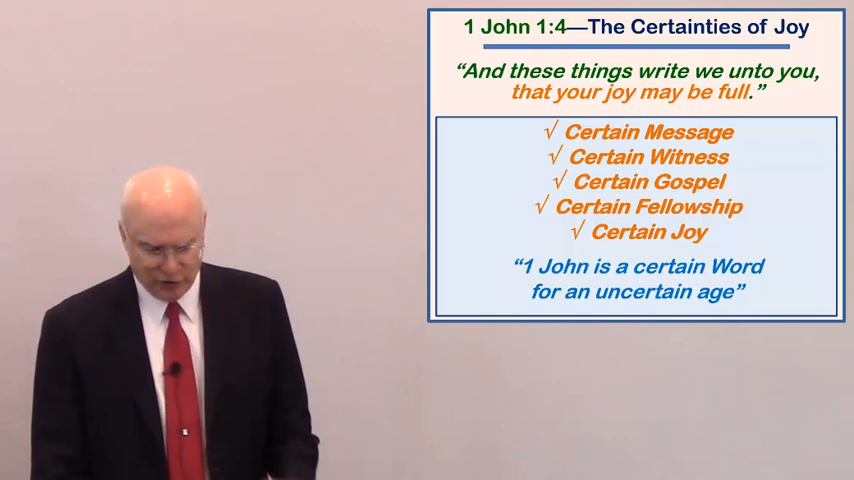 1 John 1:4—The Certainties of Joy
“And these things write we unto you,
that your joy may be full.”
√ Certain Message
√ Certain Witness
√ Certain Gospel
√ Certain Fellowship
√ Certain Joy
“1 John is a certain Word
for an uncertain age”